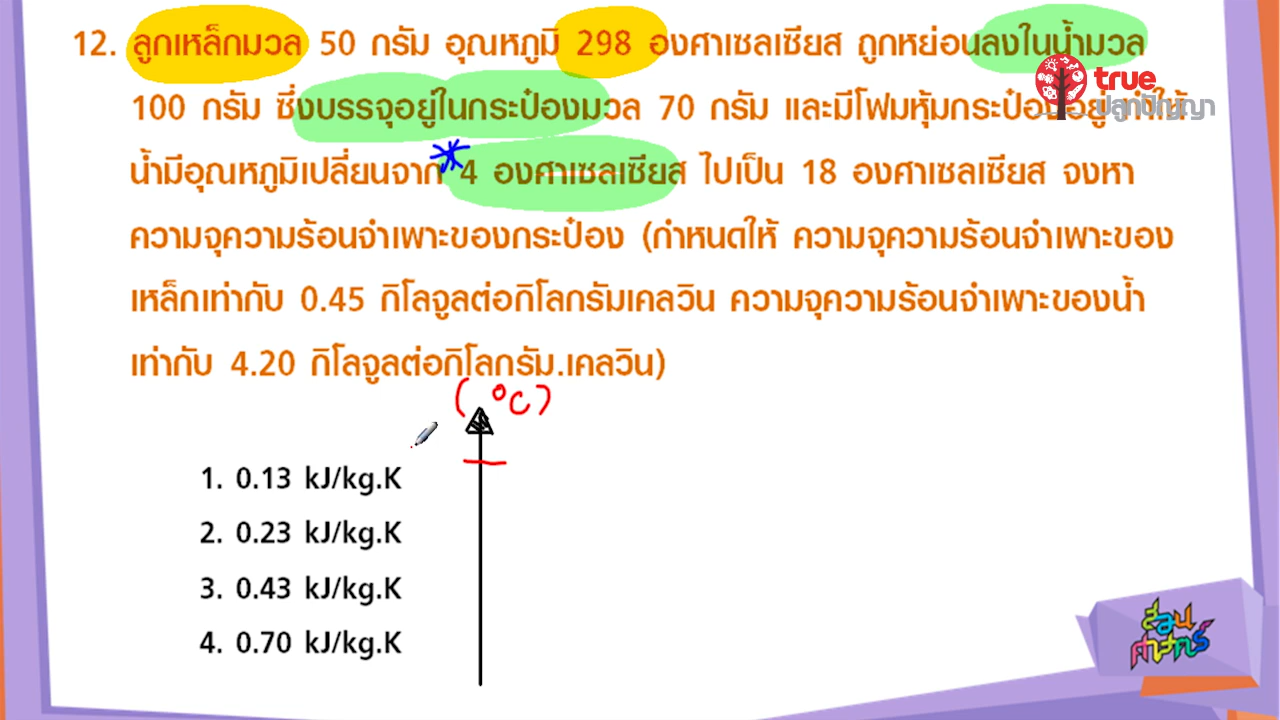 12. ลูกเหล็กมวล 50 กรัม อุณหภูมิ 298 องศาเซลเซียส ถูกหย่อนลงในน้ำมวล
true
ปลูกปัญญา
100 กรัม ซึ่งบรรจุอยู่ในกระป๋องมวล 70 กรัม และมีโฟมหุ้มกระป๋องอยู่ ทำให้
น้ำมีอุณหภูมิเปลี่ยนจาก 4 องศาเซลเซียส ไปเป็น 18 องศาเซลเซียส จงหา
ความจุความร้อนจำเพาะของกระป๋อง (กำหนดให้ ความจุความร้อนจำเพาะของ
เหล็กเท่ากับ 0.45 กิโลจูลต่อกิโลกรัมเคลวิน ความจุความร้อนจำเพาะของน้ำ
เท่ากับ 4.20 กิโลจูลต่อกิโลกรัม.เคลวิน)
(°C)
1. 0.13 kJ/kg.K
2. 0.23 kJ/kg.K
3. 0.43 kJ/kg.K
4. 0.70 kJ/kg.K
สอน
ศาสตร์